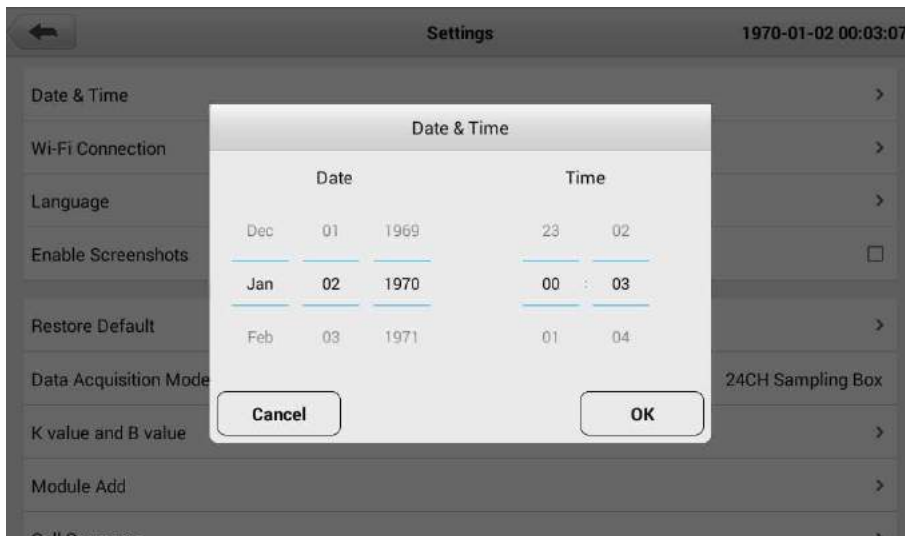 Settings 1970-01-02 00:03:07
Date & Time >
Date & Time
Wi-Fi Connection >
Date Time
Language >
Dec 01 1969 23 02
Enable Screenshots
Jan 02 1970 00 : 03
Restore Default >
Feb 03 1971 01 04
Data Acquisition Mode 24CH Sampling Box
Cancel OK
K value and B value >
Module Add >